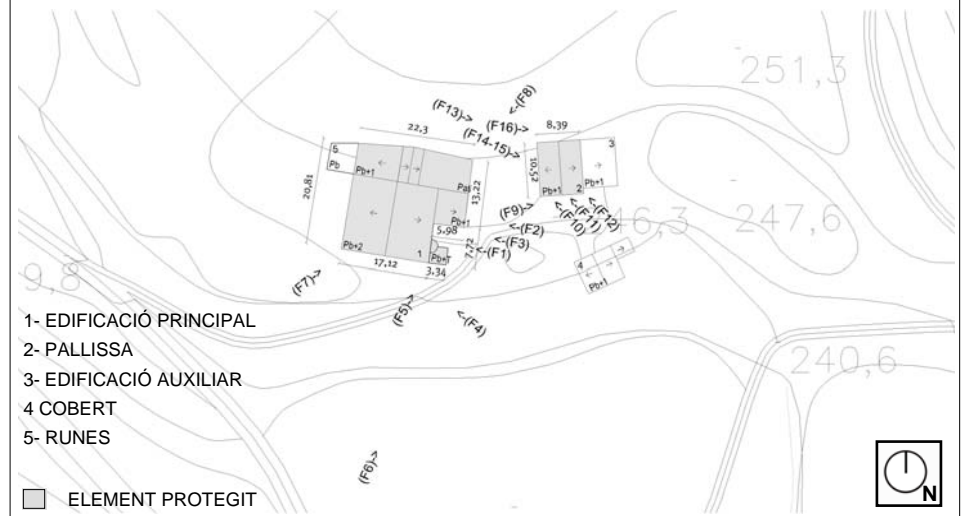 251,3
(F8)
(F13)
(F16)
(F14-15)
22,3
8,39
3
5
Pb
Pb+1
20,81
Pas
13,22
10,52
Pb+1
2
Pb+1
Pb+1
5,98
(F9)
(F10)
(F11)
(F12)
46,3
247,6
(F2)
(F3)
(F1)
7,72
Pb+2
1
17,12
3,34
4
Pb+1
(F7)
9,8
(F5)
(F4)
1- EDIFICACIÓ PRINCIPAL
2- PALLISSA
3- EDIFICACIÓ AUXILIAR
4 COBERT
5- RUNES
240,6
(F6)
ELEMENT PROTEGIT
N